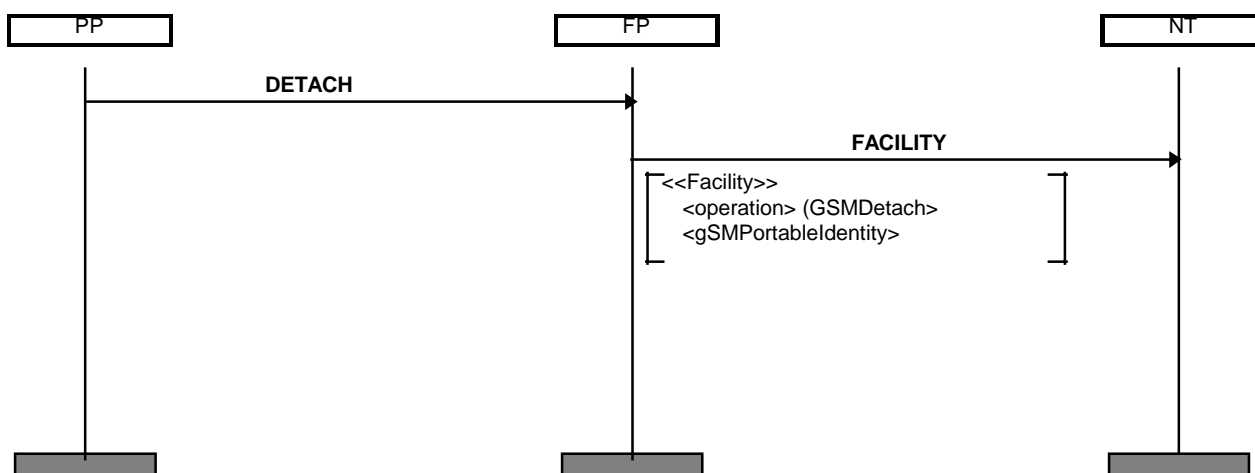 PP
FP
NT
DETACH
FACILITY
<<Facility>>
<operation> (GSMDetach>
<gSMPortableIdentity>